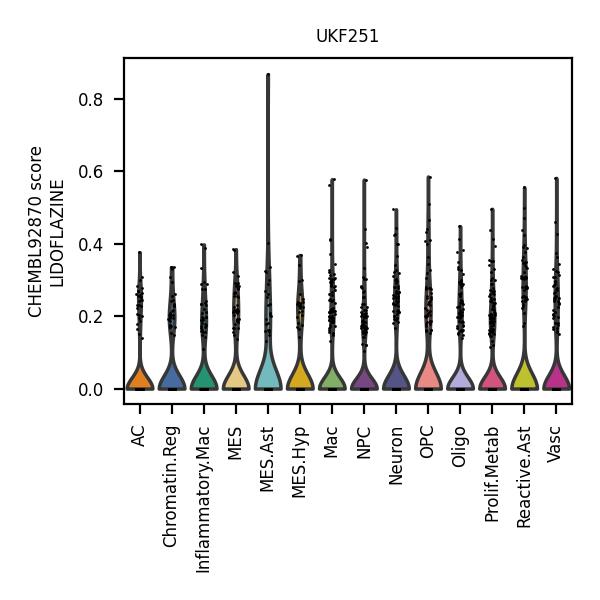 UKF251
CHEMBL92870 score
LIDOFLAZINE
0.8
0.6
0.4
0.2
0.0
AC
Chromatin.Reg
Inflammatory.Mac
MES
MES.Ast
MES.Hyp
Mac
NPC
Neuron
OPC
Oligo
Prolif.Metab
Reactive.Ast
Vasc